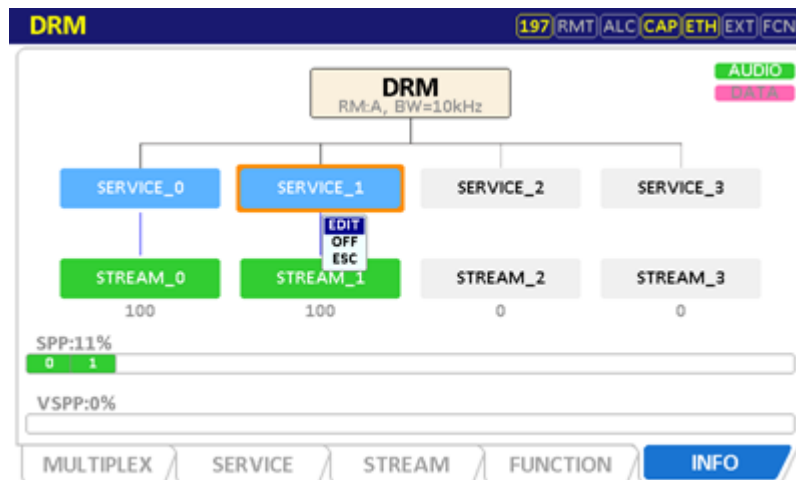 DRM 197 RMT ALC CAP ETH EXT FCN
AUDIO
DATA
DRM
RM:A, BW=10kHz
SERVICE_0 SERVICE_1 SERVICE_2 SERVICE_3
EDIT
OFF
ESC
STREAM_0 STREAM_1 STREAM_2 STREAM_3
100 100 0 0
SPP:11%
0 1
VSPP:0%
MULTIPLEX SERVICE STREAM FUNCTION INFO